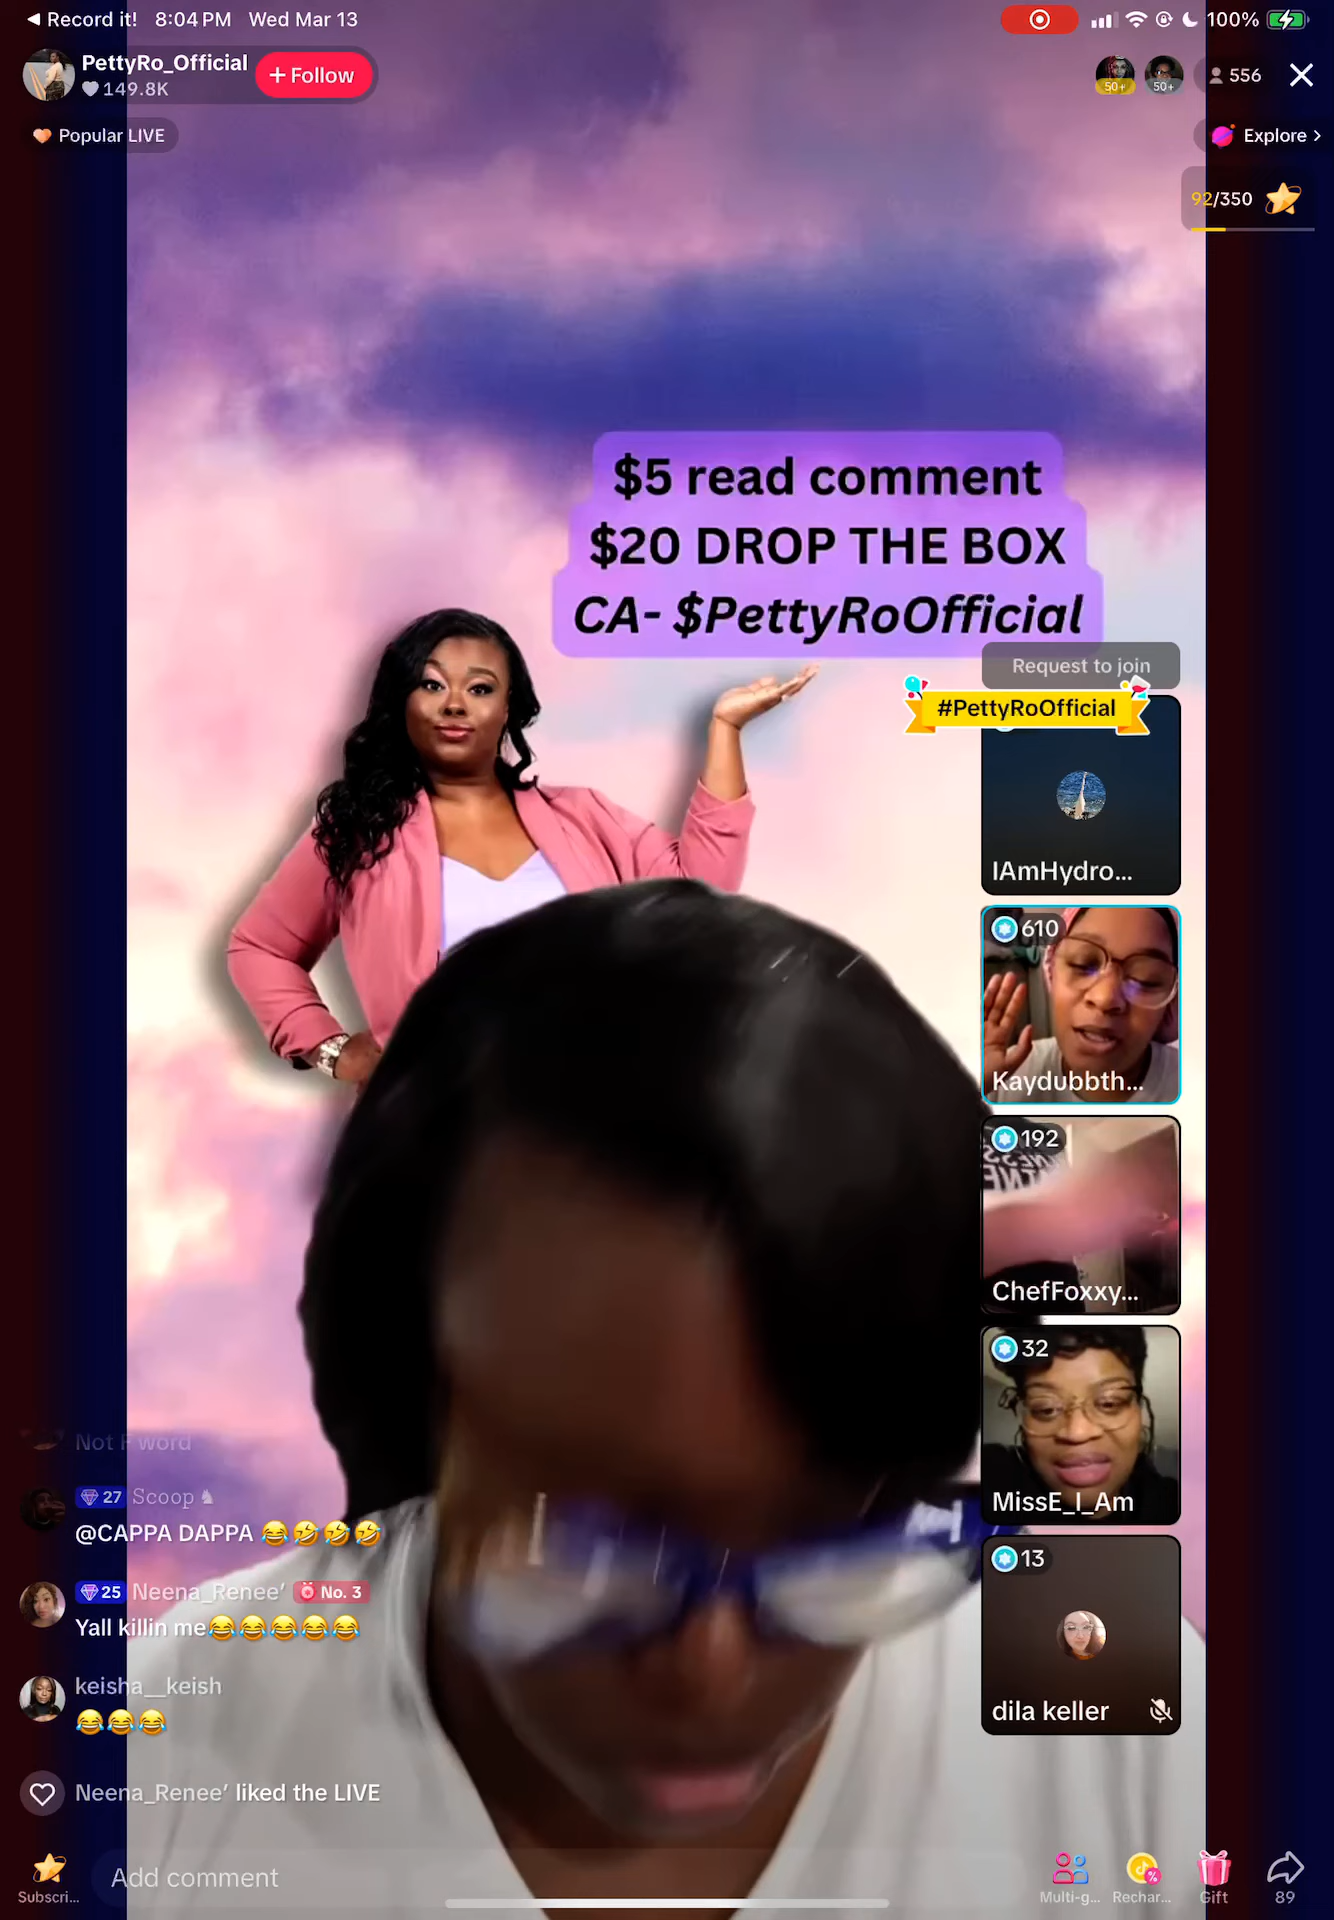 Record it! 8:04 PM Wed Mar 13
100%
PettyRo_Official
149.8K
+ Follow
50+
50+
556
Popular LIVE
Explore >
92/350
$5 read comment
$20 DROP THE BOX
CA- $PettyRoOfficial
Request to join
#PettyRoOfficial
IAmHydro...
610
Kaydubbth...
192
ChefFoxxy...
32
MissE_I_Am
13
dila keller
Not F word
27 Scoop
@CAPPA DAPPA 😂🤣🤣🤣
25 Neena_Renee’ No. 3
Yall killin me😂😂😂😂😂
keisha__keish
😂😂😂
Neena_Renee’ liked the LIVE
Subscri...
Add comment
Multi-g...
Rechar...
Gift
89